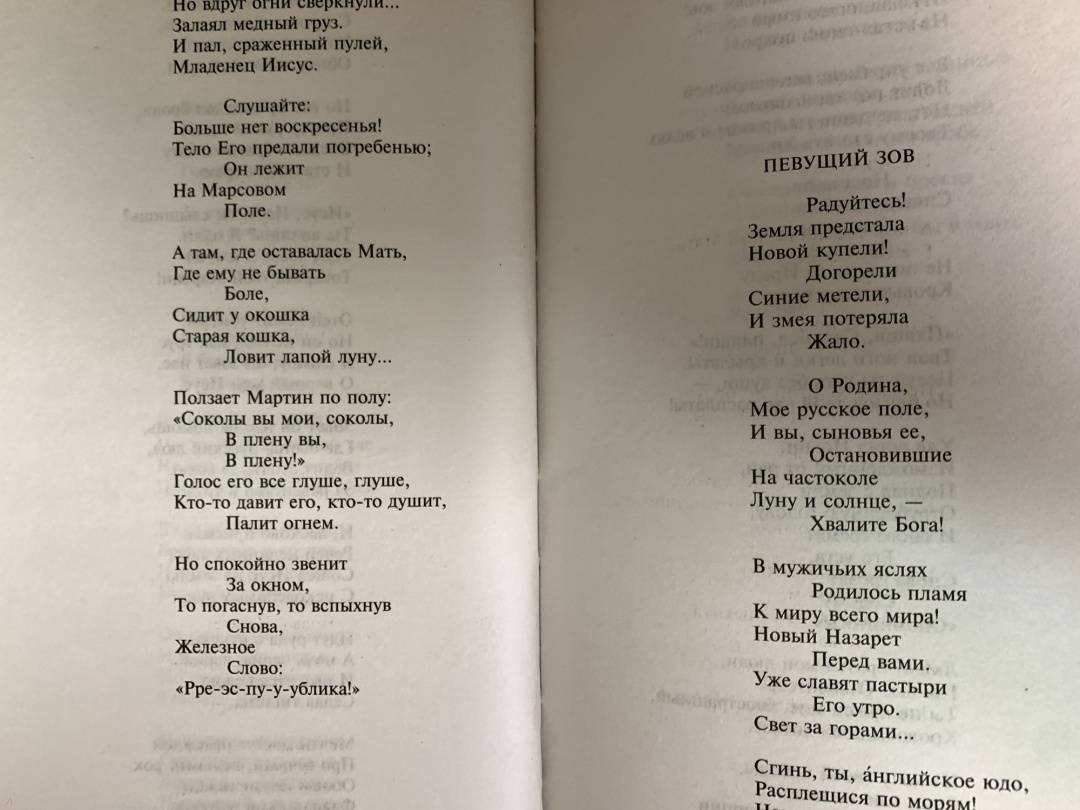 Но вдруг огни сверкнули...
Залаял медный груз.
И пал, сраженный пулей,
Младенец Иисус.
Слушайте:
Больше нет воскресенья!
Тело Его предали погребенью;
Он лежит
На Марсовом
Поле.
А там, где оставалась Мать,
Где ему не бывать
Боле,
Сидит у окошка
Старая кошка,
Ловит лапой луну...
Ползает Мартин по полу:
«Соколы вы мои, соколы,
В плену вы,
В плену!»
Голос его все глуше, глуше,
Кто-то давит его, кто-то душит,
Палит огнем.
Но спокойно звенит
За окном,
То погаснув, то вспыхнув
Снова,
Железное
Слово:
«Рре-эс-пу-у-ублика!»
ПЕВУЩИЙ ЗОВ
Радуйтесь!
Земля предстала
Новой купели!
Догорели
Синие метели,
И змея потеряла
Жало.
О Родина,
Мое русское поле,
И вы, сыновья ее,
Остановившие
На частоколе
Луну и солнце, —
Хвалите Бога!
В мужичьих яслях
Родилось пламя
К миру всего мира!
Новый Назарет
Перед вами.
Уже славят пастыри
Его утро.
Свет за горами...
Сгинь, ты, а́нглийское юдо,
Расплещися по морям!